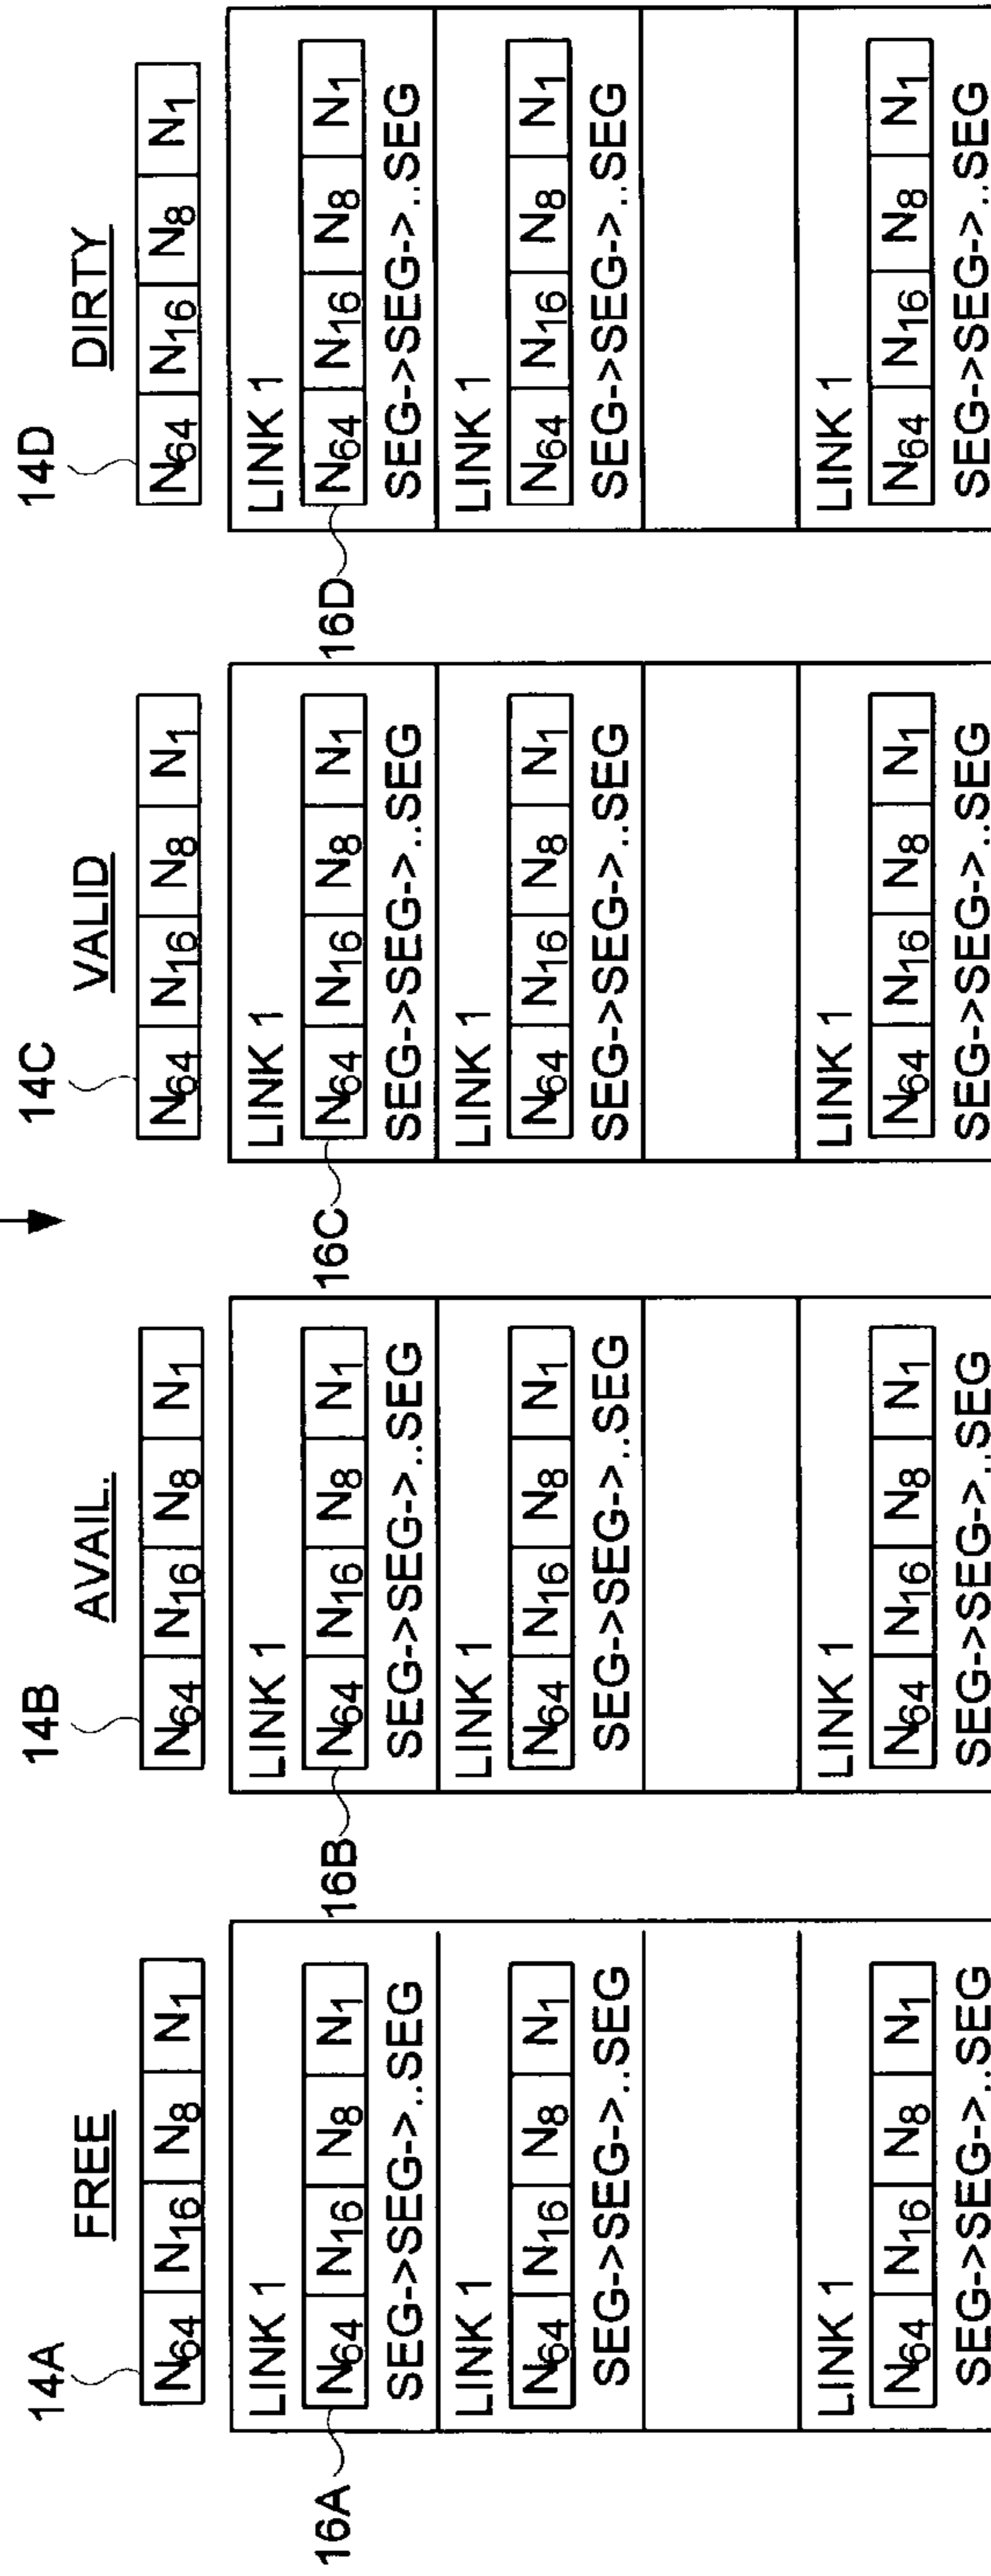 14A 14B 14C 14D
FREE AVAIL. VALID DIRTY
N64 N16 N8 N1 N64 N16 N8 N1 N64 N16 N8 N1 N64 N16 N8 N1
LINK 1 LINK 1 LINK 1 LINK 1
16A N64 N16 N8 N1 16B N64 N16 N8 N1 16C N64 N16 N8 N1 16D N64 N16 N8 N1
SEG->SEG->..SEG SEG->SEG->..SEG SEG->SEG->..SEG SEG->SEG->..SEG
LINK 1 LINK 1 LINK 1 LINK 1
N64 N16 N8 N1 N64 N16 N8 N1 N64 N16 N8 N1 N64 N16 N8 N1
SEG->SEG->..SEG SEG->SEG->..SEG SEG->SEG->..SEG SEG->SEG->..SEG
LINK 1 LINK 1 LINK 1 LINK 1
N64 N16 N8 N1 N64 N16 N8 N1 N64 N16 N8 N1 N64 N16 N8 N1
SEG->SEG->..SEG SEG->SEG->..SEG SEG->SEG->..SEG SEG->SEG->..SEG